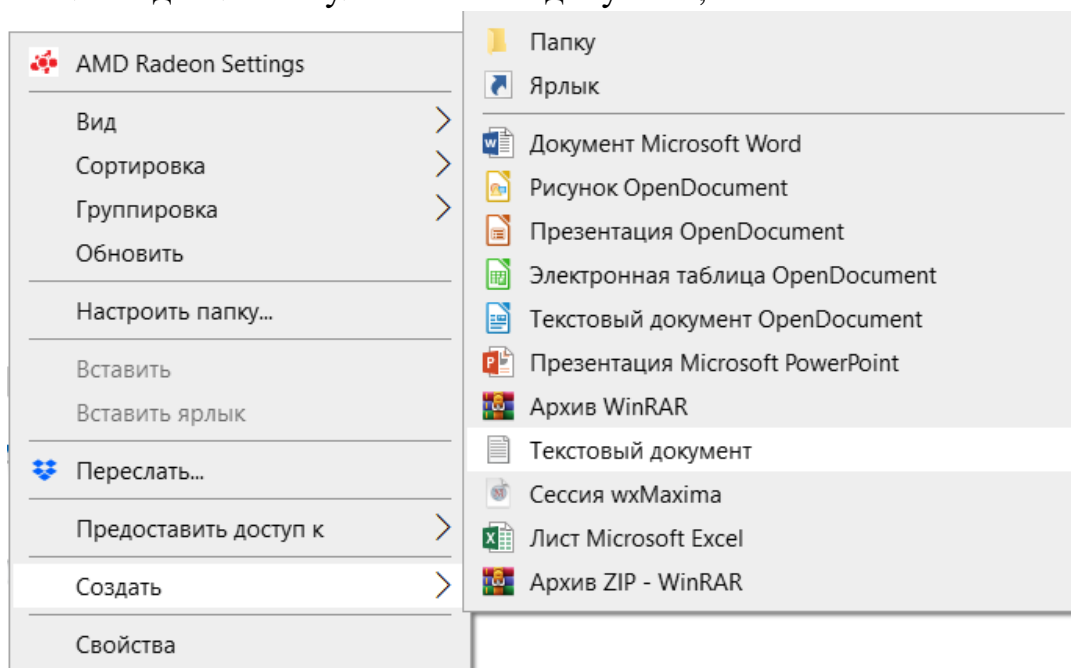 AMD Radeon Settings
Вид
Сортировка
Группировка
Обновить
Настроить папку...
Вставить
Вставить ярлык
Переслать...
Предоставить доступ к
Создать
Свойства
Папку
Ярлык
Документ Microsoft Word
Рисунок OpenDocument
Презентация OpenDocument
Электронная таблица OpenDocument
Текстовый документ OpenDocument
Презентация Microsoft PowerPoint
Архив WinRAR
Текстовый документ
Сессия wxMaxima
Лист Microsoft Excel
Архив ZIP - WinRAR